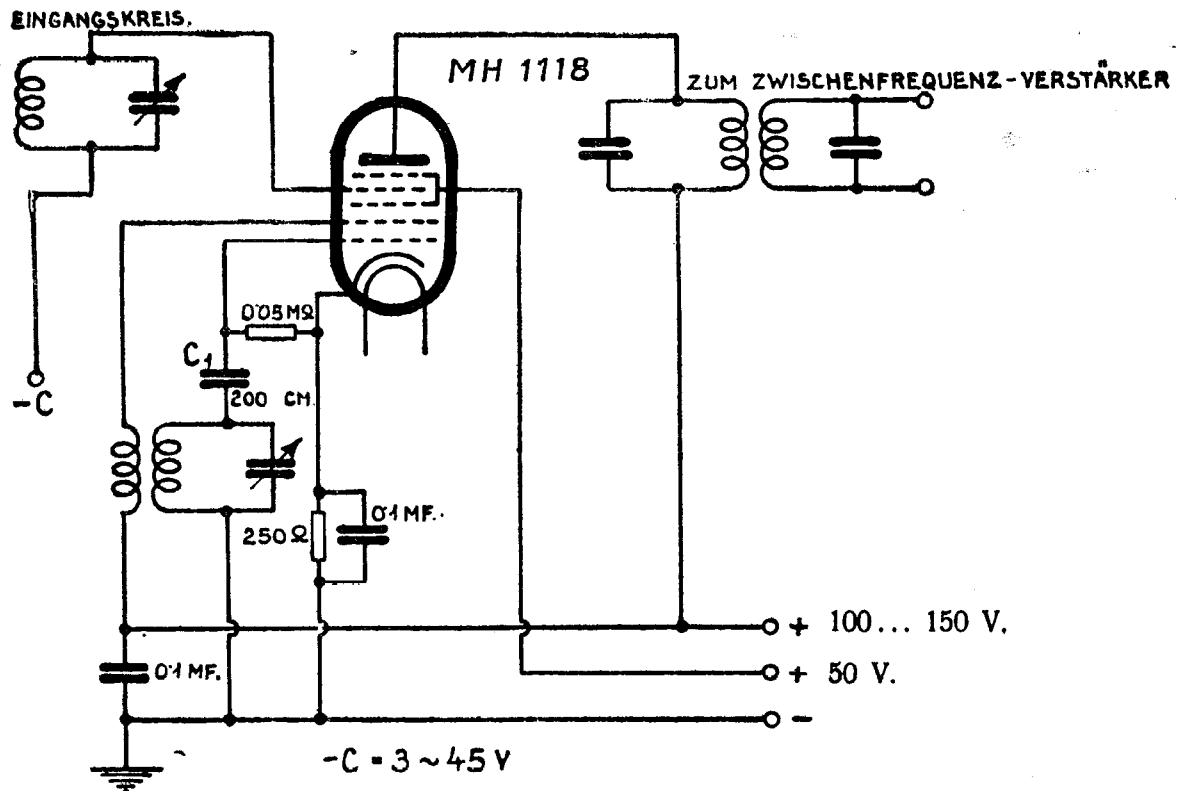 EINGANGSKREIS.
MH 1118
ZUM ZWISCHENFREQUENZ-VERSTÄRKER
0.05MΩ
C1
200 CM.
-C
250Ω
0.1 MF.
+ 100... 150 V.
0.1 MF.
+ 50 V.
-
-C = 3 ~ 4.5 V